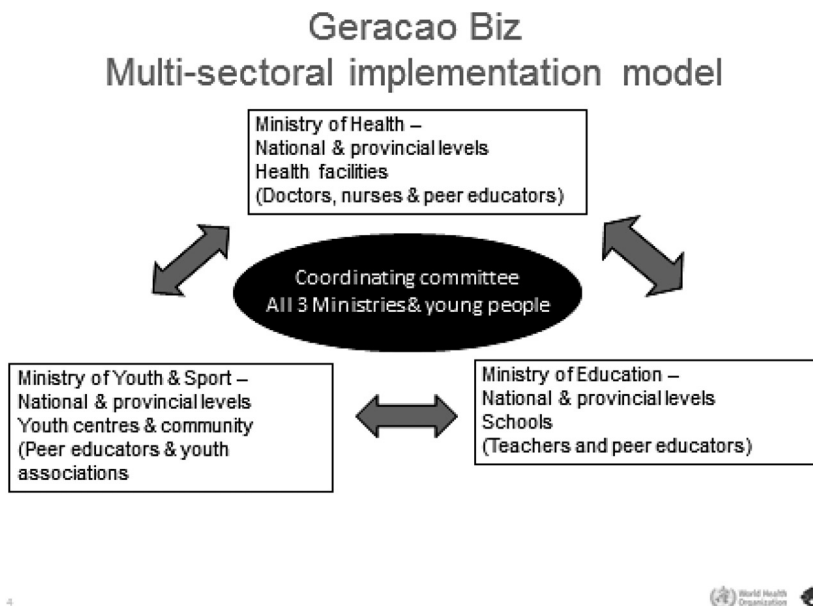 Geracao Biz
Multi-sectoral implementation model
Ministry of Health –
National & provincial levels
Health facilities
(Doctors, nurses & peer educators)
Coordinating committee
All 3 Ministries& young people
Ministry of Youth & Sport –
National & provincial levels
Youth centres & community
(Peer educators & youth
associations
Ministry of Education –
National & provincial levels
Schools
(Teachers and peer educators)
4
World Health
Organization